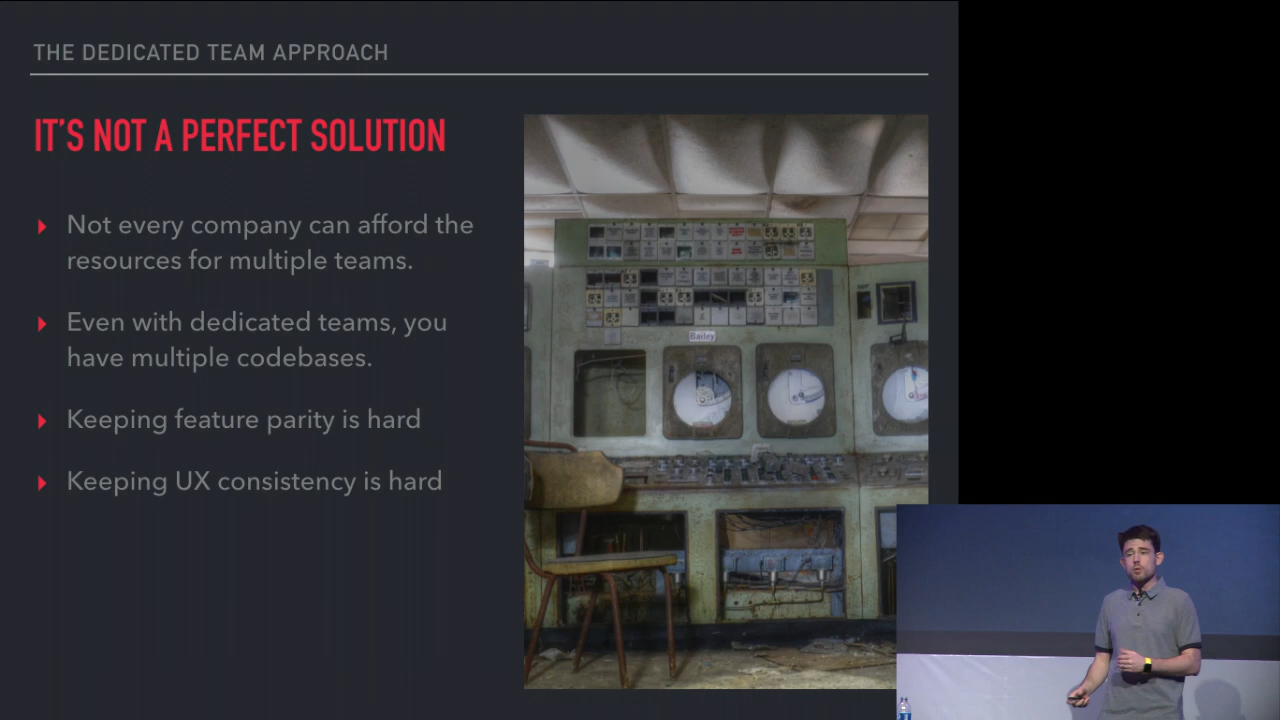 THE DEDICATED TEAM APPROACH
IT'S NOT A PERFECT SOLUTION
Not every company can afford the
resources for multiple teams.
Even with dedicated teams, you
have multiple codebases.
Keeping feature parity is hard
Keeping UX consistency is hard
Bailey